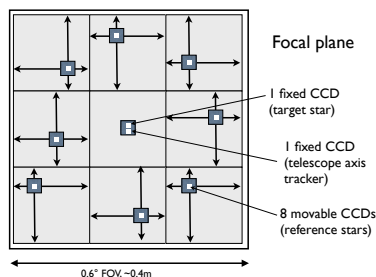 Focal plane
1 fixed CCD
(target star)
1 fixed CCD
(telescope axis
tracker)
8 movable CCDs
(reference stars)
0.6° FOV, ~0.4m